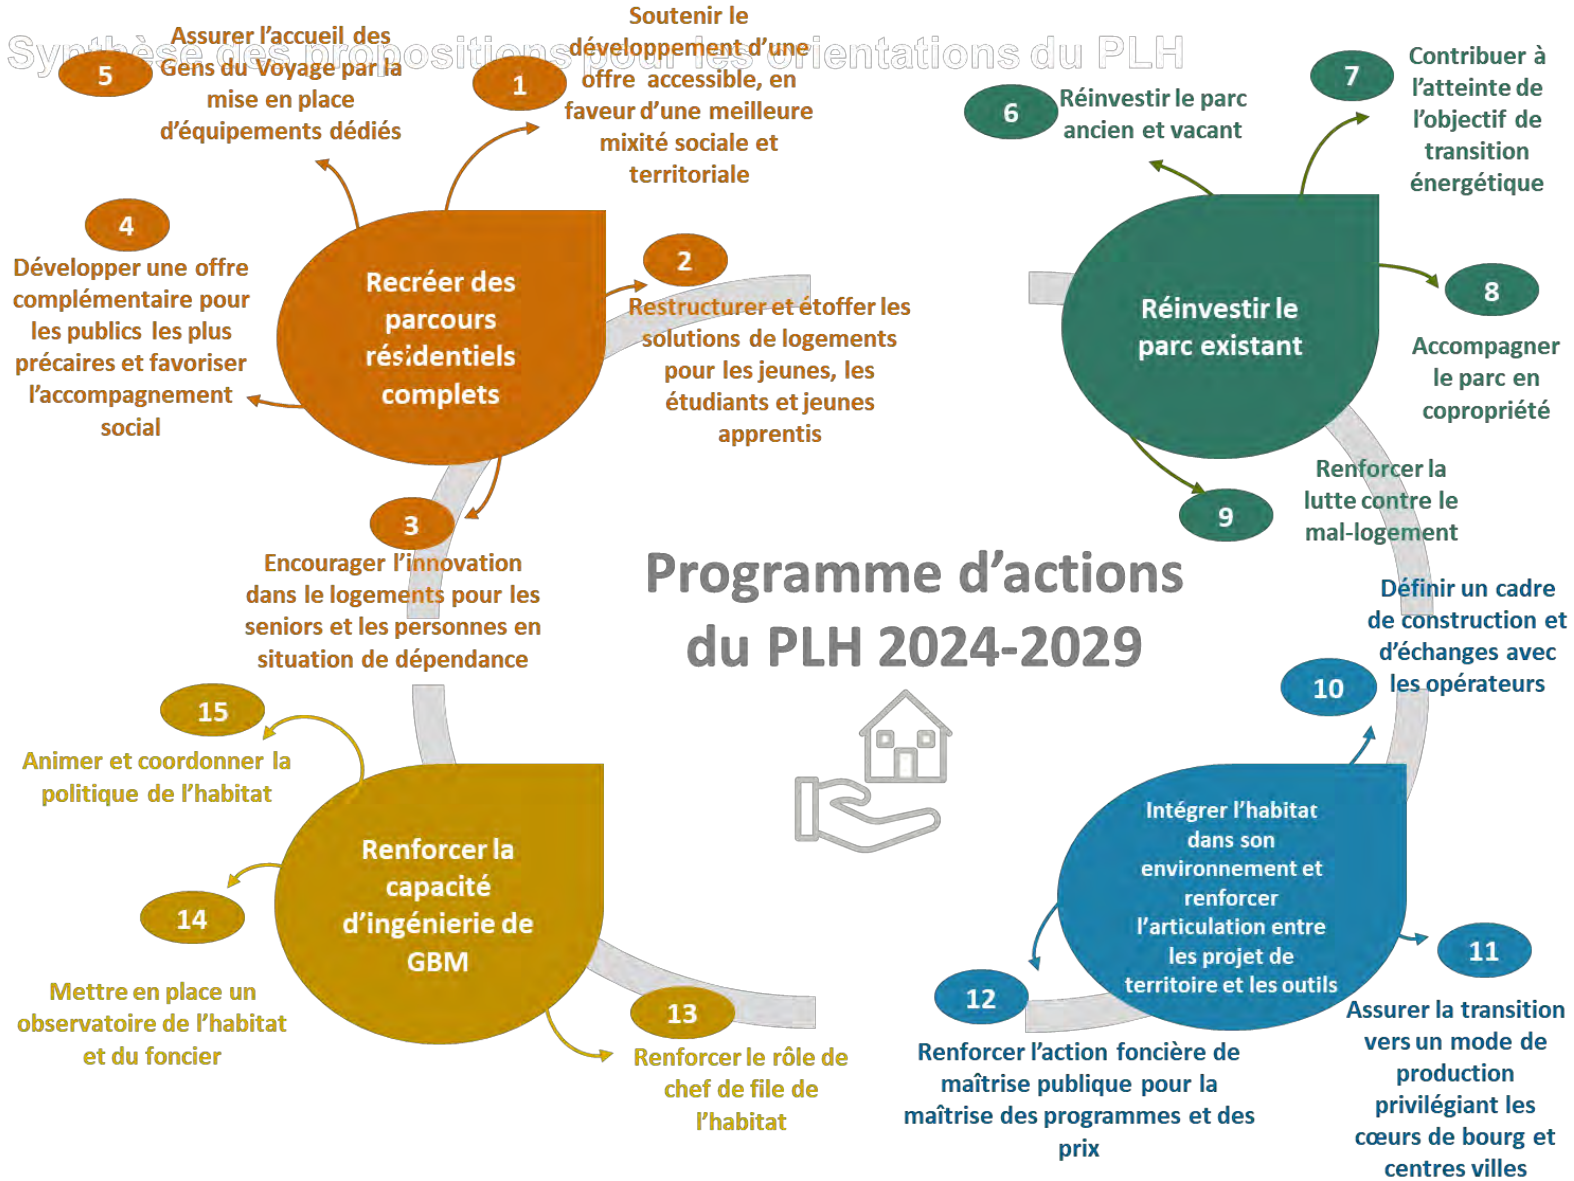 Synthèse des propositions pour les orientations du PLH
1
Soutenir le
développement d'une
offre accessible, en
faveur d'une meilleure
mixité sociale et
territoriale
5
Assurer l'accueil des
Gens du Voyage par la
mise en place
d'équipements dédiés
4
Développer une offre
complémentaire pour
les publics les plus
précaires et favoriser
l'accompagnement
social
Recréer des
parcours
résidentiels
complets
2
Restructurer et étoffer les
solutions de logements
pour les jeunes, les
étudiants et jeunes
apprentis
3
Encourager l'innovation
dans le logements pour les
seniors et les personnes en
situation de dépendance
6
Réinvestir le parc
ancien et vacant
7
Contribuer à
l'atteinte de
l'objectif de
transition
énergétique
Réinvestir le
parc existant
8
Accompagner
le parc en
copropriété
9
Renforcer la
lutte contre le
mal-logement
Programme d'actions
du PLH 2024-2029
10
Définir un cadre
de construction et
d'échanges avec
les opérateurs
Intégrer l'habitat
dans son
environnement et
renforcer
l'articulation entre
les projet de
territoire et les outils
11
Assurer la transition
vers un mode de
production
privilégiant les
cœurs de bourg et
centres villes
12
Renforcer l'action foncière de
maîtrise publique pour la
maîtrise des programmes et des
prix
15
Animer et coordonner la
politique de l'habitat
Renforcer la
capacité
d'ingénierie de
GBM
14
Mettre en place un
observatoire de l'habitat
et du foncier
13
Renforcer le rôle de
chef de file de
l'habitat